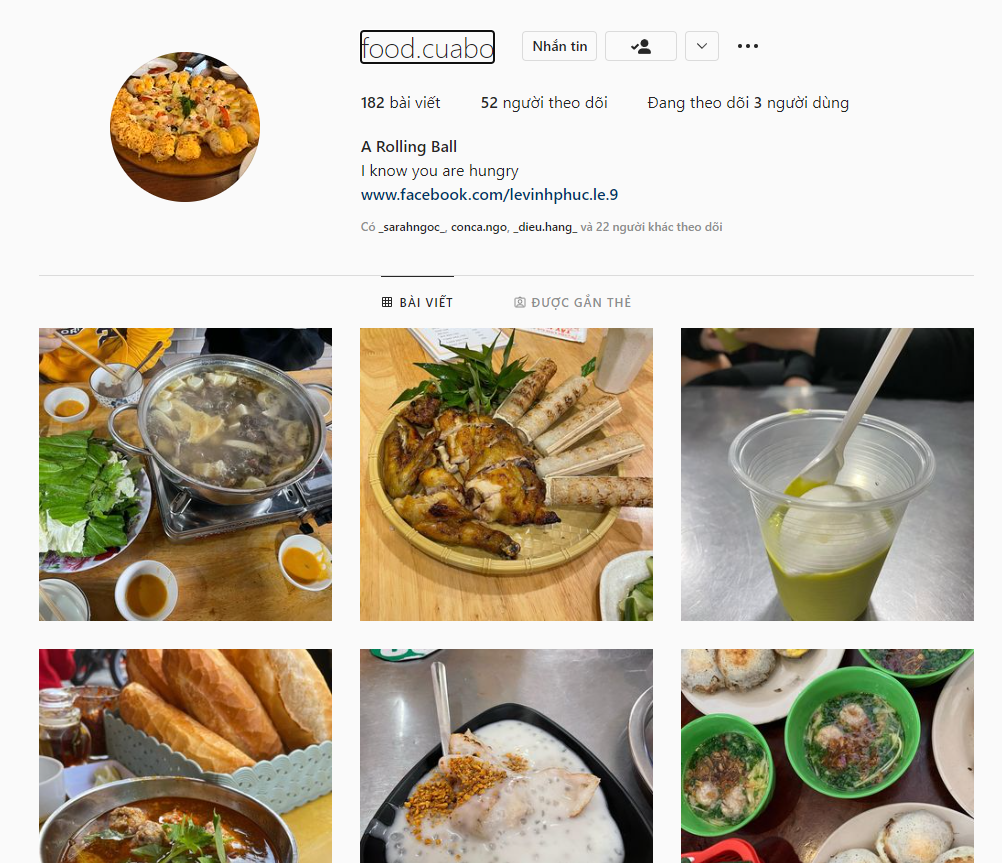 food.cuabo
Nhắn tin
182 bài viết
52 người theo dõi
Đang theo dõi 3 người dùng
A Rolling Ball
I know you are hungry
www.facebook.com/levinhphuc.le.9
Có _sarahngoc_, conca.ngo, _dieu.hang_ và 22 người khác theo dõi
BÀI VIẾT
ĐƯỢC GẮN THẺ